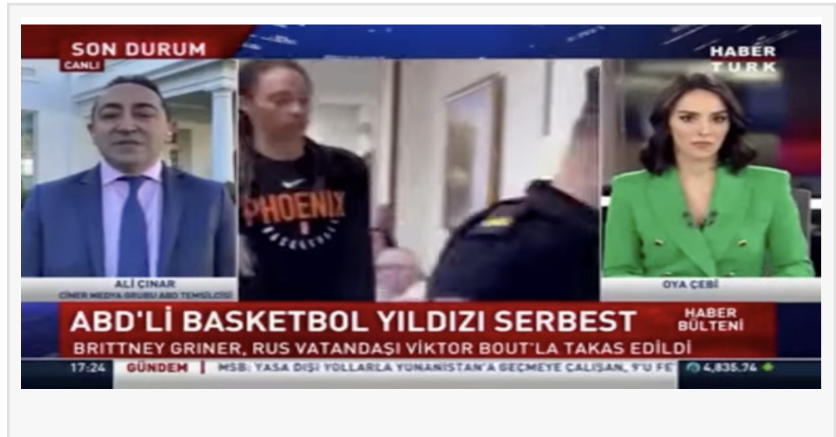 SON DURUM
CANLI
HABER
TURK
PHOENIX
BASKETBALL
ALİ ÇINAR
CİNER MEDYA GRUBU ABD TEMSİLCİSİ
OYA ÇEBİ
ABD'Lİ BASKETBOL YILDIZI SERBEST
HABER
BÜLTENİ
BRITTNEY GRINER, RUS VATANDAŞI VİKTOR BOUT'LA TAKAS EDİLDİ
17:24 GÜNDEM MSB: YASA DIŞI YOLLARLA YUNANİSTAN'A GEÇMEYE ÇALIŞAN, 9'U 4,835.74